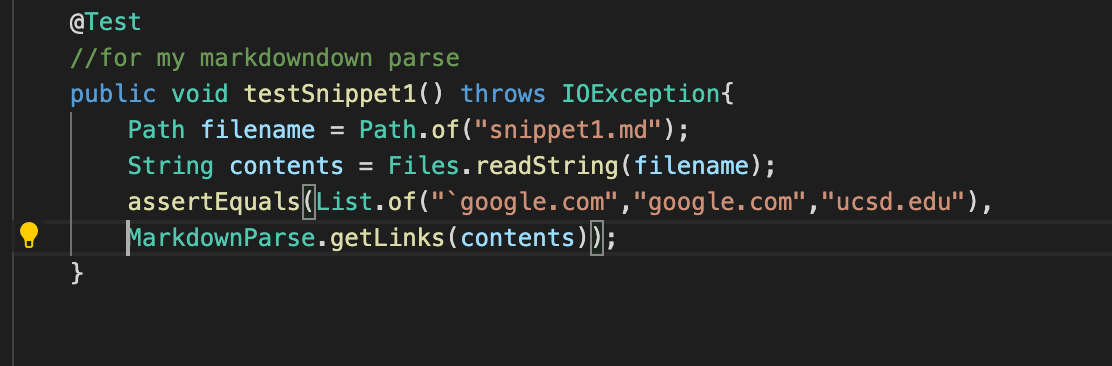 @Test
//for my markdowndown parse
public void testSnippet1() throws IOException{
Path filename = Path.of("snippet1.md");
String contents = Files.readString(filename);
assertEquals(List.of("`google.com","google.com","ucsd.edu"),
MarkdownParse.getLinks(contents));
}